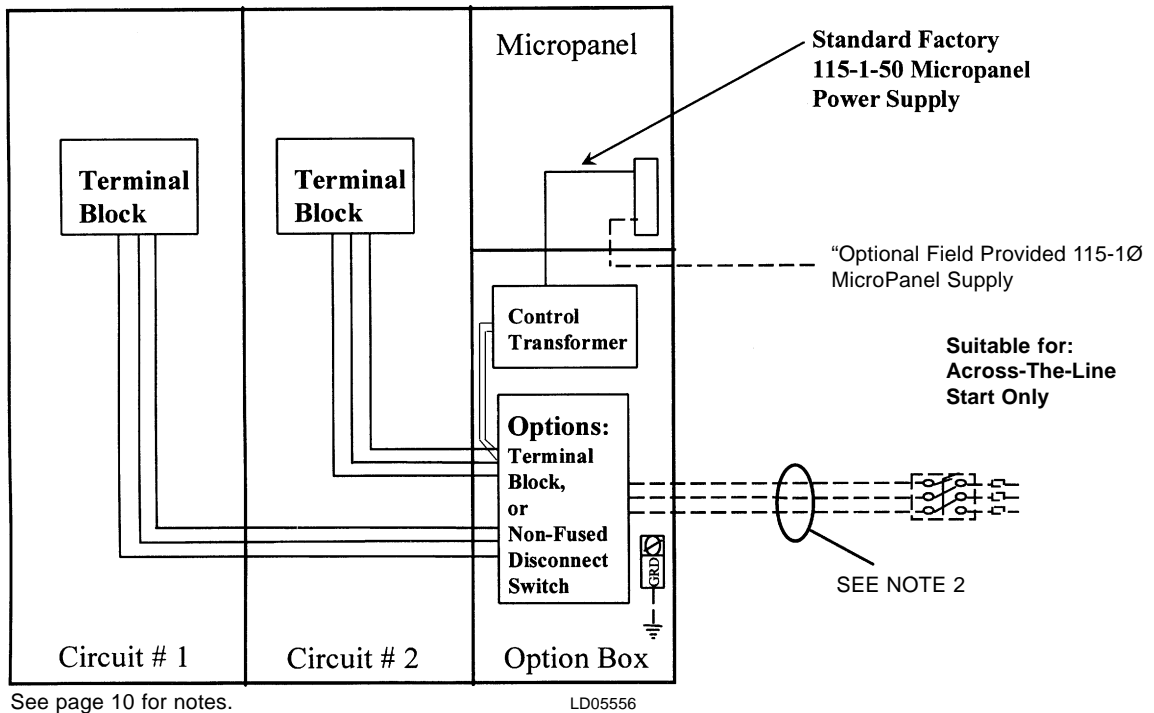 Micropanel
Standard Factory
115-1-50 Micropanel
Power Supply
Terminal
Block
Terminal
Block
“Optional Field Provided 115-1Ø
MicroPanel Supply
Control
Transformer
Suitable for:
Across-The-Line
Start Only
Options:
Terminal
Block,
or
Non-Fused
Disconnect
Switch
GRD
SEE NOTE 2
Circuit # 1
Circuit # 2
Option Box
See page 10 for notes.
LD05556